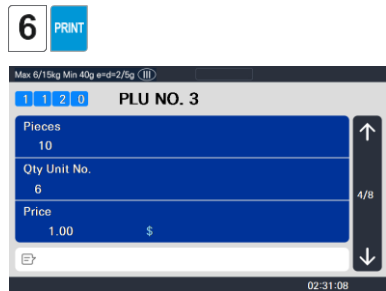 6 PRINT
Max 6/15kg Min 40g e=d=2/5g III
1 1 2 0 PLU NO. 3
Pieces
10
Qty Unit No.
6
4/8
Price
1.00 $
02:31:08